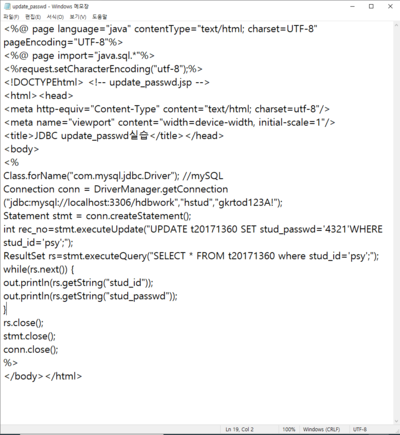 update_passwd - Windows 메모장
파일(F) 편집(E) 서식(O) 보기(V) 도움말
<%@ page language="java" contentType="text/html; charset=UTF-8"
pageEncoding="UTF-8"%>
<%@ page import="java.sql.*"%>
<%request.setCharacterEncoding("utf-8");%>
<!DOCTYPEhtml> <!-- update_passwd.jsp -->
<html><head>
<meta http-equiv="Content-Type" content="text/html; charset=utf-8"/>
<meta name="viewport" content="width=device-width, initial-scale=1"/>
<title>JDBC update_passwd실습</title></head>
<body>
<%
Class.forName("com.mysql.jdbc.Driver"); //mySQL
Connection conn = DriverManager.getConnection
("jdbc:mysql://localhost:3306/hdbwork","hstud","gkrtod123A!");
Statement stmt = conn.createStatement();
int rec_no=stmt.executeUpdate("UPDATE t20171360 SET stud_passwd='4321'WHERE
stud_id='psy';");
ResultSet rs=stmt.executeQuery("SELECT * FROM t20171360 where stud_id='psy';");
while(rs.next()) {
out.println(rs.getString("stud_id"));
out.println(rs.getString("stud_passwd"));
}
rs.close();
stmt.close();
conn.close();
%>
</body></html>
Ln 19, Col 2 100% Windows (CRLF) UTF-8